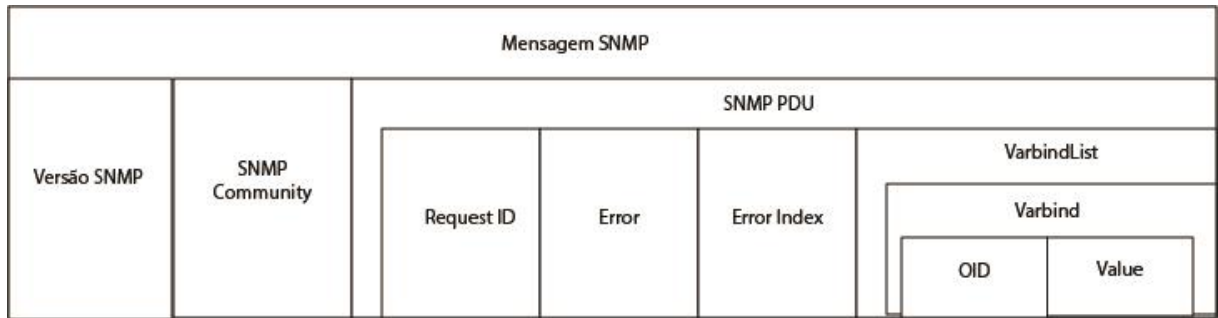 Mensagem SNMP
SNMP PDU
Versão SNMP
SNMP
Community
Request ID
Error
Error Index
VarbindList
Varbind
OID
Value